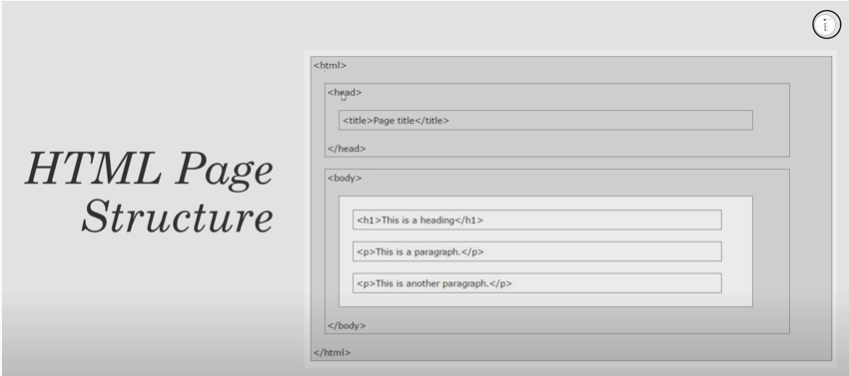 HTML Page
Structure
<html>
<head>
<title>Page title</title>
</head>
<body>
<h1>This is a heading</h1>
<p>This is a paragraph.</p>
<p>This is another paragraph.</p>
</body>
</html>